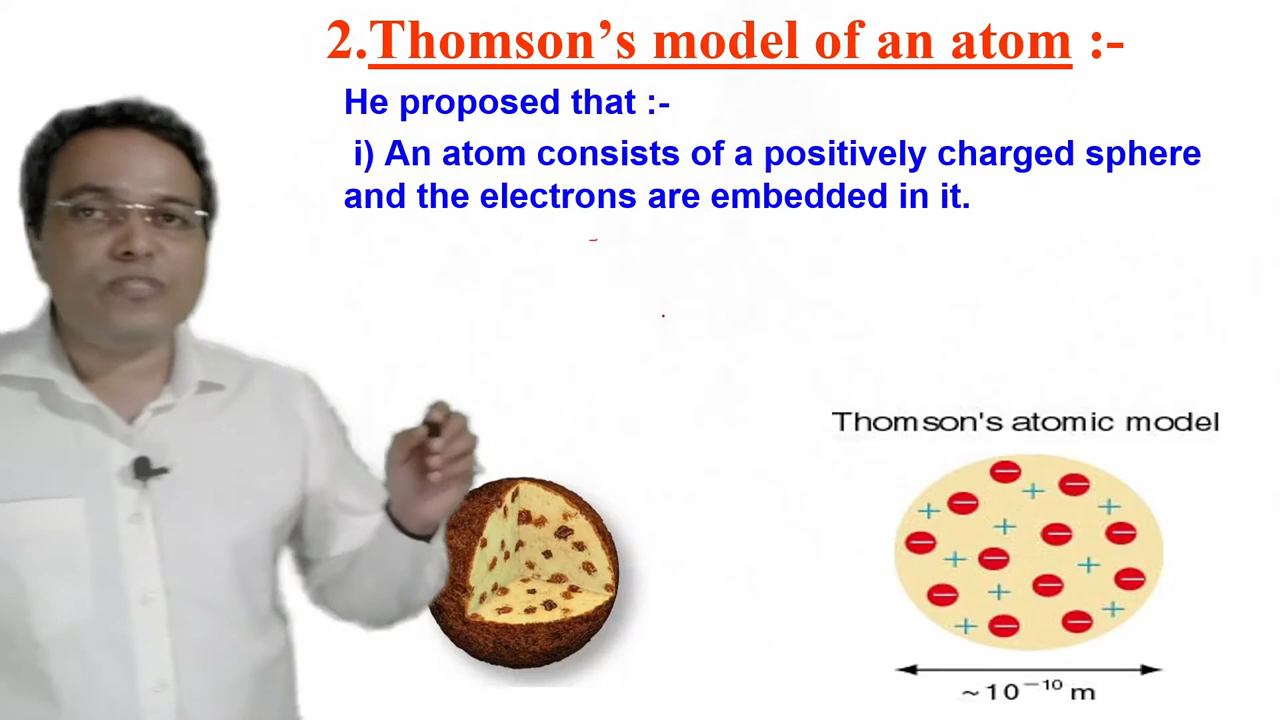 2.Thomson’s model of an atom :-
He proposed that :-
i) An atom consists of a positively charged sphere
and the electrons are embedded in it.
Thomson's atomic model
~10⁻¹⁰ m